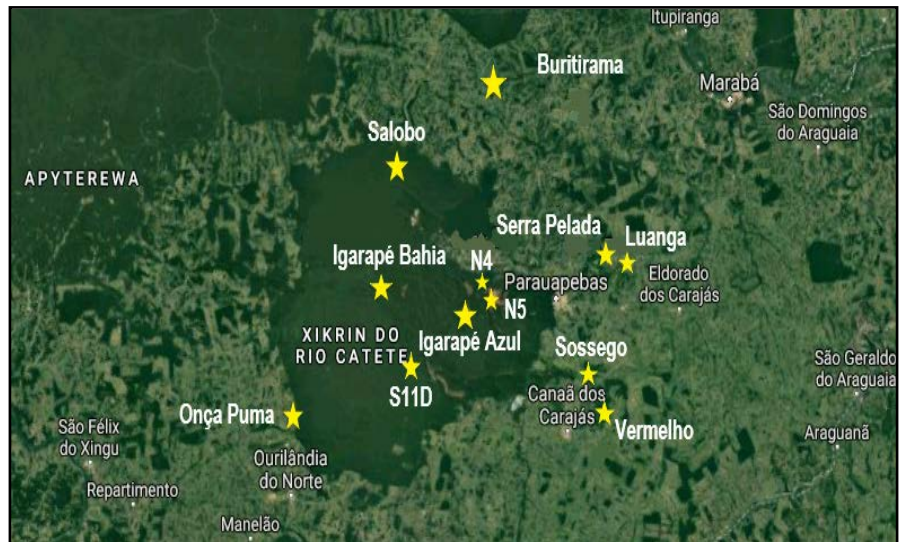 Itupiranga
Buritirama
Marabá
São Domingos
do Araguaia
Salobo
APYTEREWA
Serra Pelada
Luanga
Igarapé Bahia
N4
Parauapebas
Eldorado
dos Carajás
N5
XIKRIN DO
RIO CATETE
Igarapé Azul
Sossego
São Geraldo
do Araguaia
S11D
Canaã dos
Carajás
Onça Puma
Vermelho
São Félix
do Xingu
Araguanã
Ourilândia
do Norte
Repartimento
Manelão